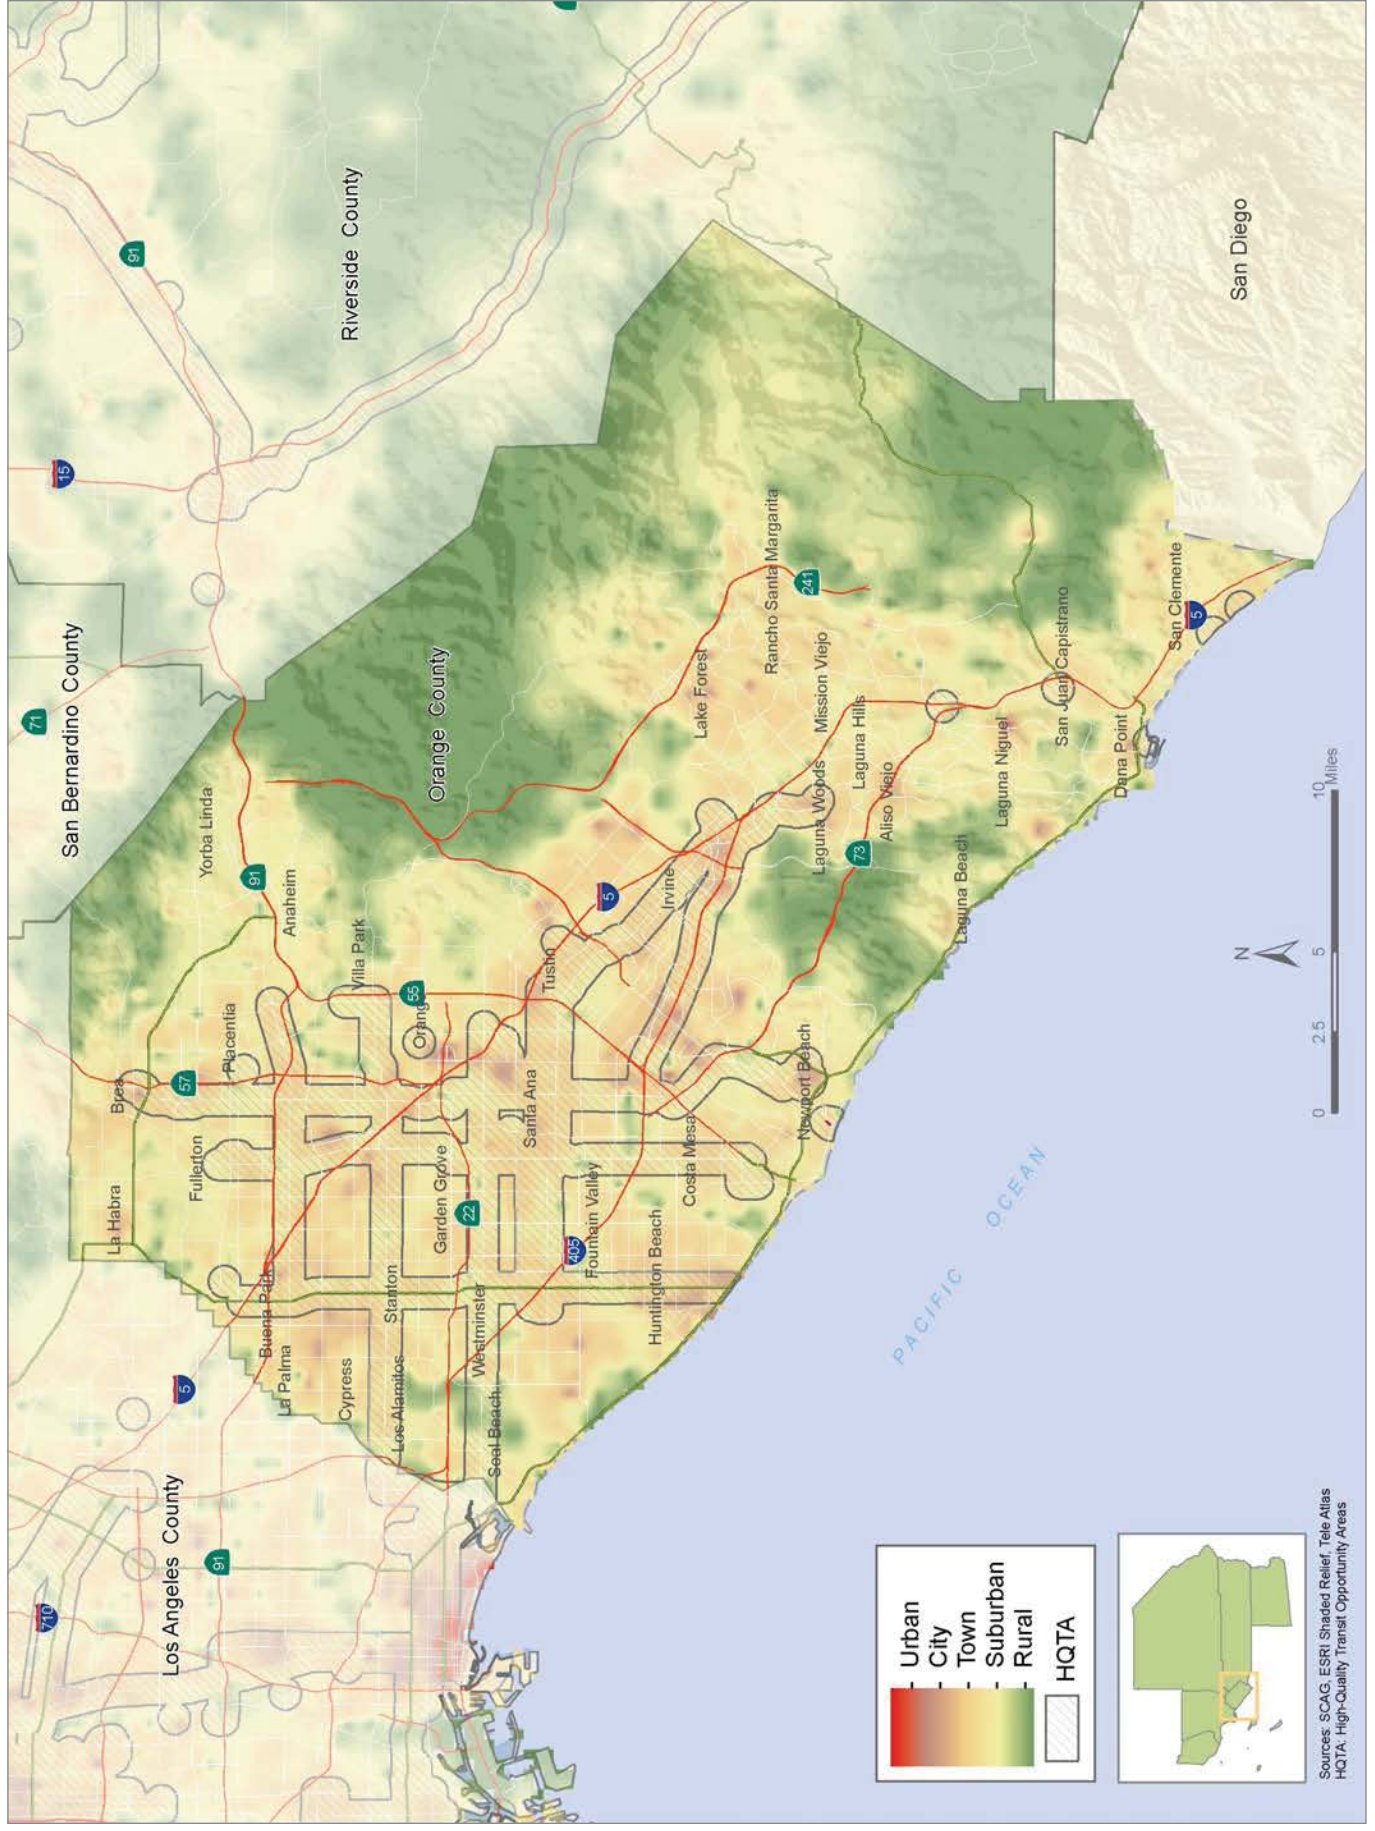 710
Los Angeles County
91
5
San Bernardino County
71
15
91
Riverside County
La Habra
Brea
57
Fullerton
Placentia
Yorba Linda
91
Anaheim
Buena Park
La Palma
Cypress
Villa Park
Stanton
Los Alamitos
Orang
55
Orange County
Garden Grove
22
Westminster
Seal Beach
Santa Ana
Tustin
5
405
Fountain Valley
Huntington Beach
Costa Mesa
Irvine
Lake Forest
Rancho Santa Margarita
241
Newport Beach
Laguna Woods
Mission Viejo
Laguna Hills
73
Aliso Viejo
Laguna Beach
Laguna Niguel
San Juan Capistrano
Dana Point
San Clemente
5
San Diego
PACIFIC OCEAN
Urban
City
Town
Suburban
Rural
HQTA
N
0 2.5 5 10
Miles
Sources: SCAG, ESRI Shaded Relief, Tele Atlas
HQTA: High-Quality Transit Opportunity Areas